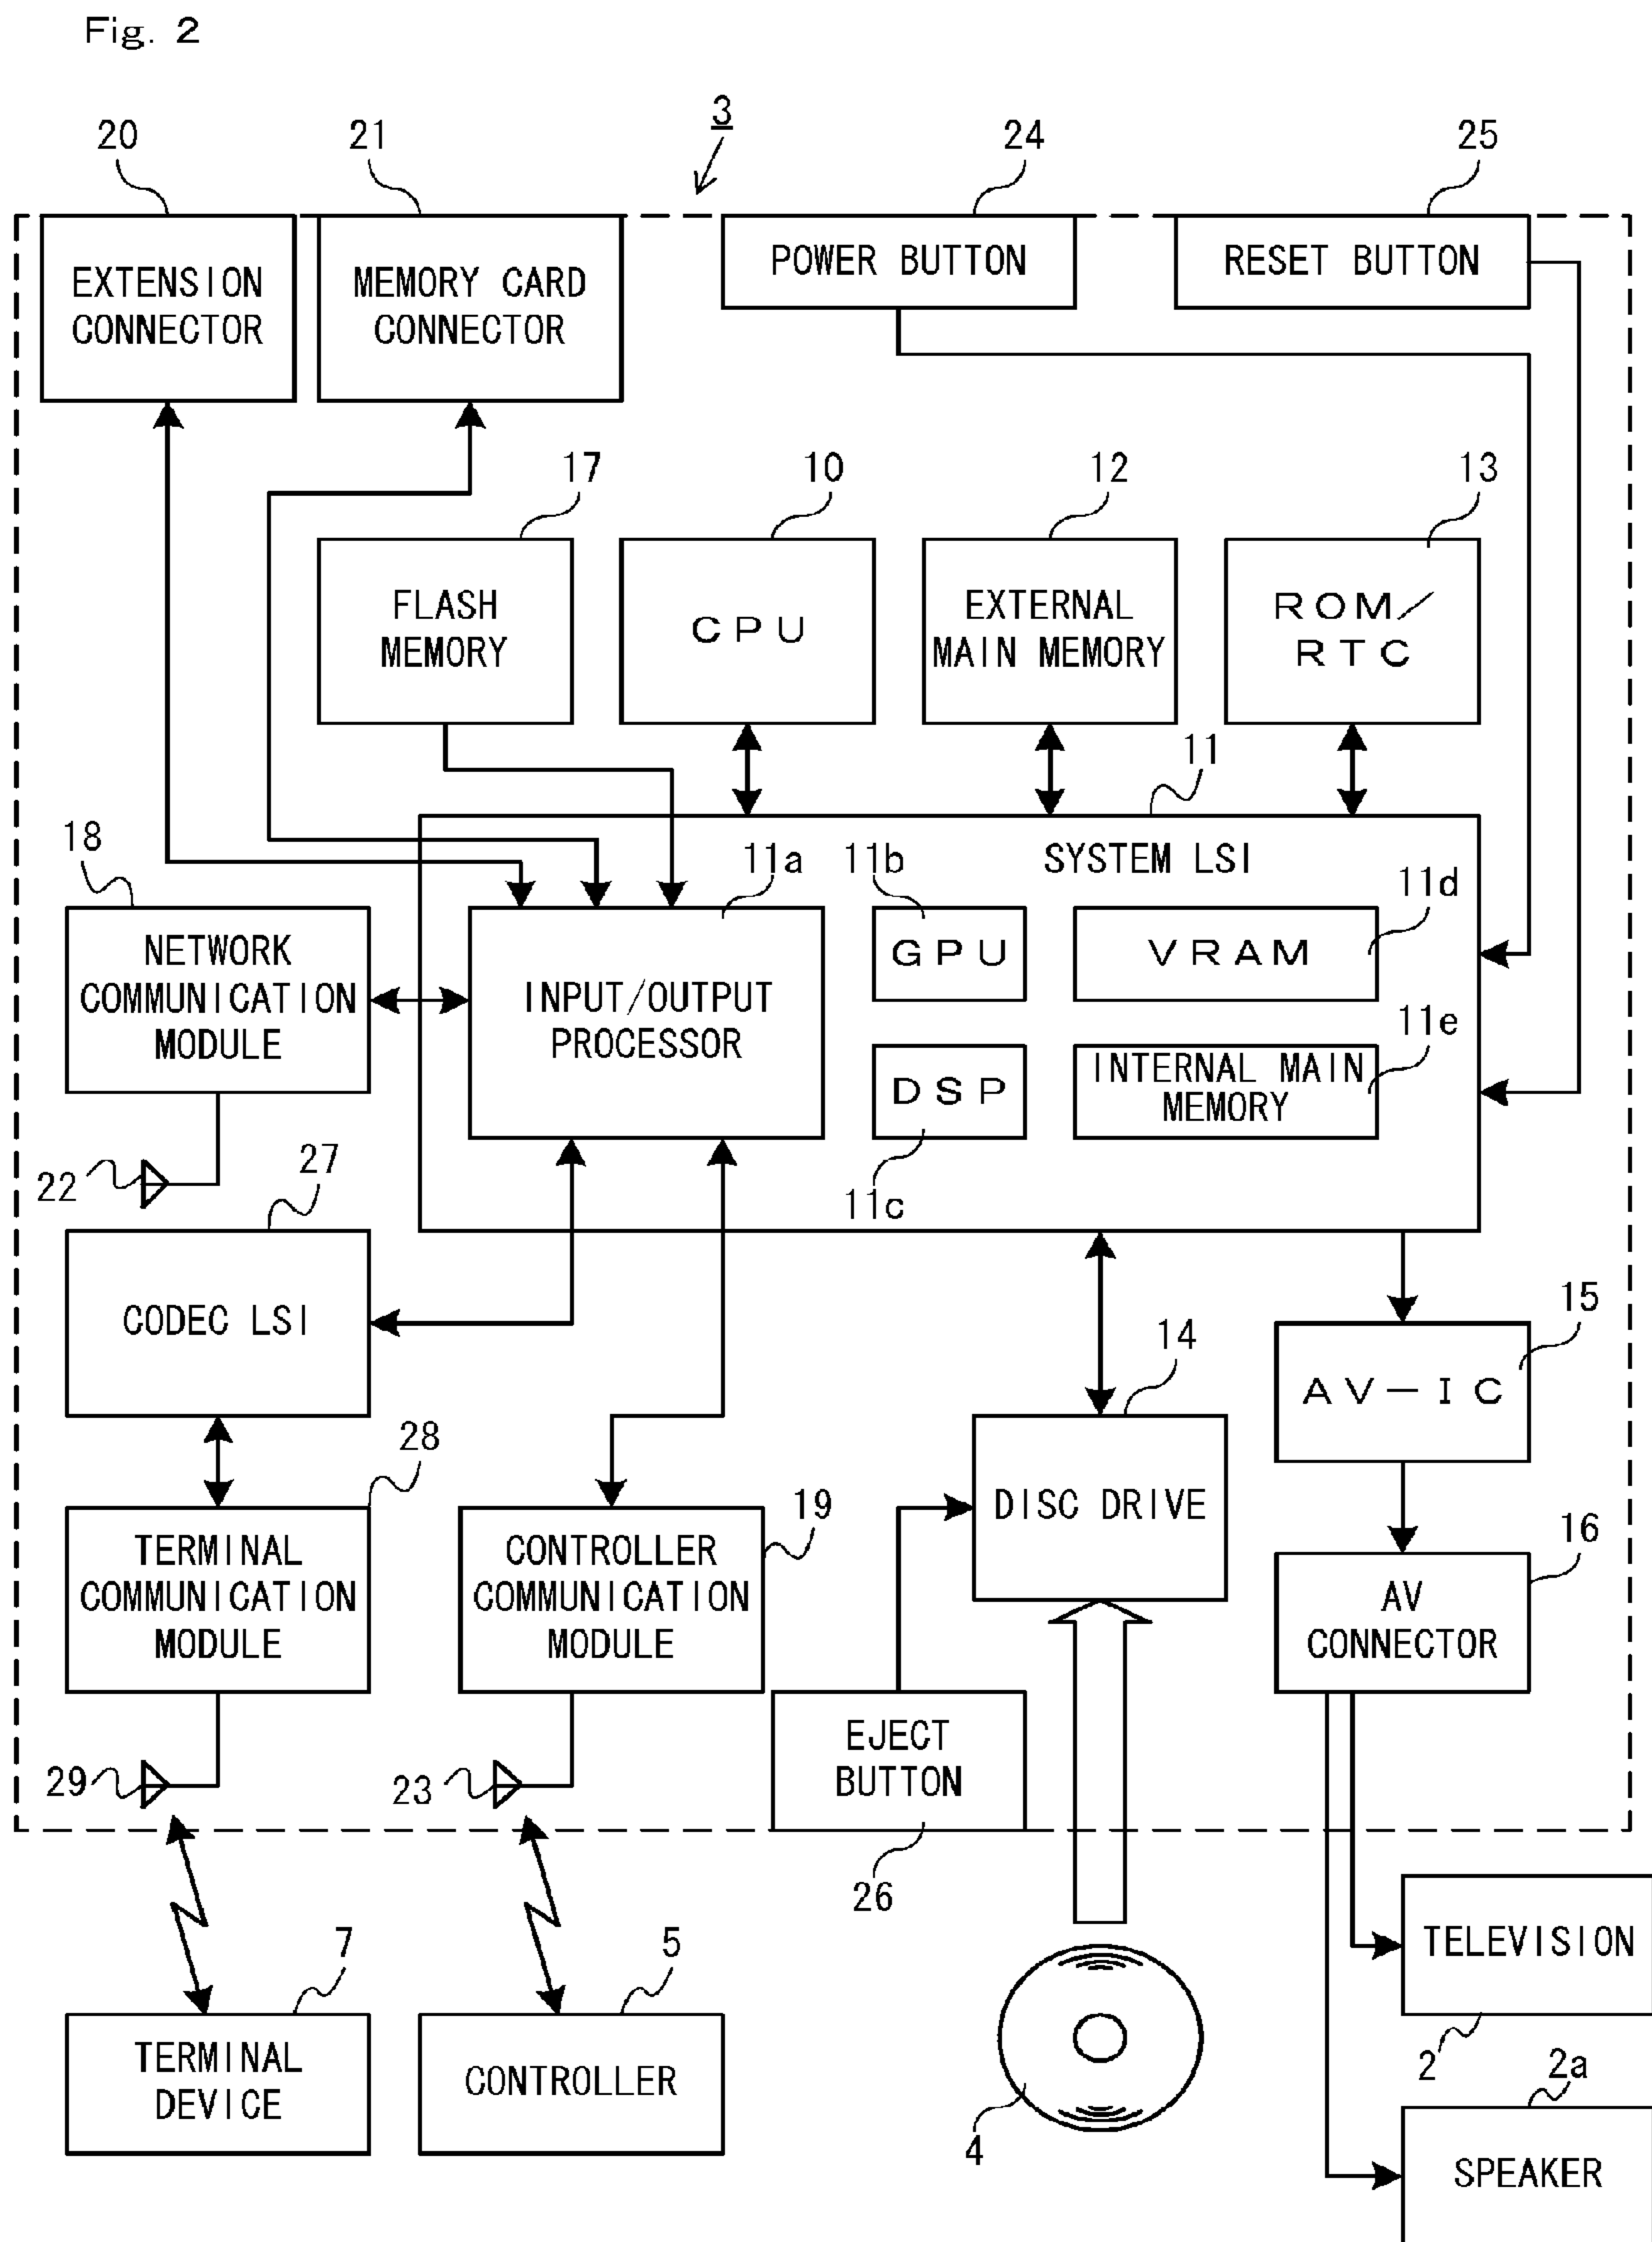 Fig. 2
3
20
21
24
25
EXTENSION
CONNECTOR
MEMORY CARD
CONNECTOR
POWER BUTTON
RESET BUTTON
17
10
12
13
FLASH
MEMORY
CPU
EXTERNAL
MAIN MEMORY
ROM/
RTC
11
SYSTEM LSI
18
11a
11b
11d
NETWORK
COMMUNICATION
MODULE
INPUT/OUTPUT
PROCESSOR
GPU
VRAM
11e
DSP
INTERNAL MAIN
MEMORY
22
27
11c
CODEC LSI
15
AV-IC
14
28
DISC DRIVE
19
16
TERMINAL
COMMUNICATION
MODULE
CONTROLLER
COMMUNICATION
MODULE
AV
CONNECTOR
EJECT
BUTTON
29
23
26
7
5
TELEVISION
TERMINAL
DEVICE
CONTROLLER
4
2
2a
SPEAKER